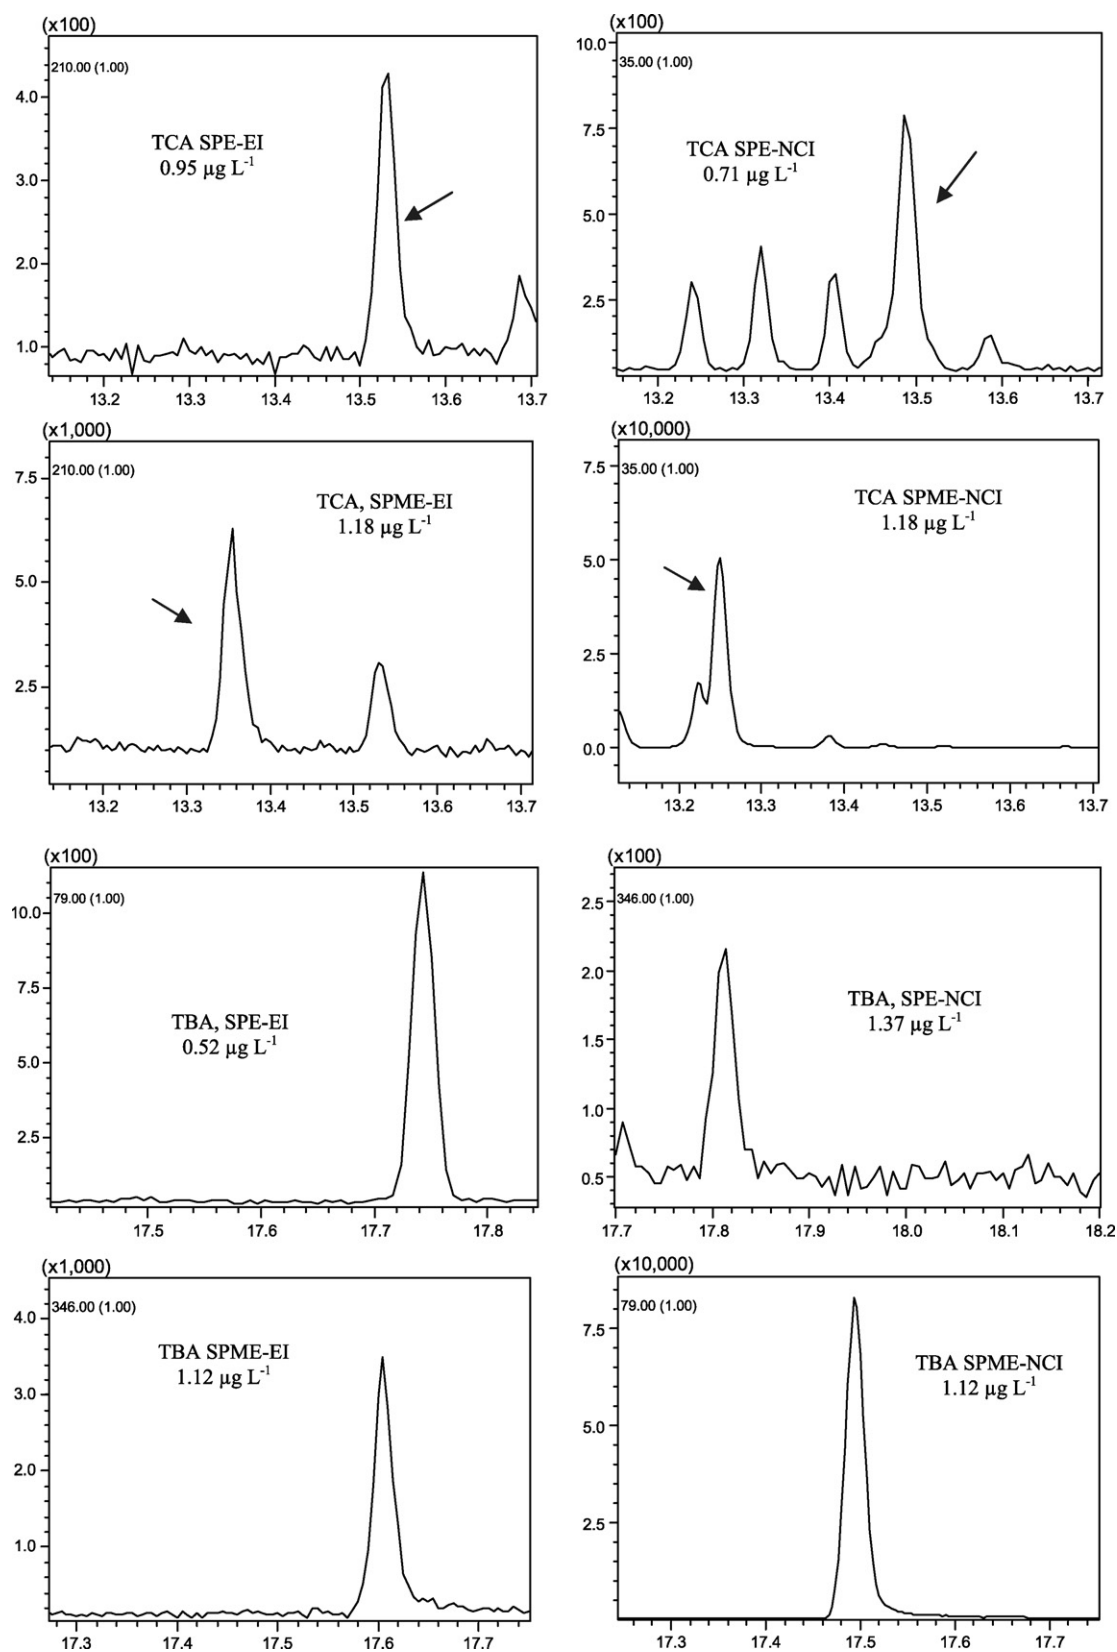 (x100)
210.00 (1.00)
TCA SPE-EI
0.95 µg L-1
4.0
3.0
2.0
1.0
13.2 13.3 13.4 13.5 13.6 13.7
(x100)
35.00 (1.00)
TCA SPE-NCI
0.71 µg L-1
10.0
7.5
5.0
2.5
13.2 13.3 13.4 13.5 13.6 13.7
(x1,000)
210.00 (1.00)
TCA, SPME-EI
1.18 µg L-1
7.5
5.0
2.5
13.2 13.3 13.4 13.5 13.6 13.7
(x10,000)
35.00 (1.00)
TCA SPME-NCI
1.18 µg L-1
7.5
5.0
2.5
0.0
13.2 13.3 13.4 13.5 13.6 13.7
(x100)
79.00 (1.00)
TBA, SPE-EI
0.52 µg L-1
10.0
7.5
5.0
2.5
17.5 17.6 17.7 17.8
(x100)
346.00 (1.00)
TBA, SPE-NCI
1.37 µg L-1
2.5
2.0
1.5
1.0
0.5
17.7 17.8 17.9 18.0 18.1 18.2
(x1,000)
346.00 (1.00)
TBA SPME-EI
1.12 µg L-1
4.0
3.0
2.0
1.0
17.3 17.4 17.5 17.6 17.7
(x10,000)
79.00 (1.00)
TBA SPME-NCI
1.12 µg L-1
7.5
5.0
2.5
17.3 17.4 17.5 17.6 17.7